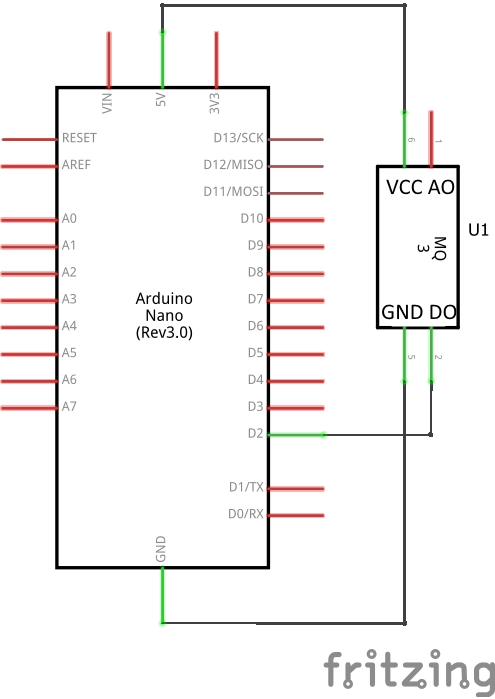 VIN
5V
3V3
RESET
AREF
A0
A1
A2
A3
A4
A5
A6
A7
Arduino
Nano
(Rev3.0)
D13/SCK
D12/MISO
D11/MOSI
D10
D9
D8
D7
D6
D5
D4
D3
D2
D1/TX
D0/RX
GND
6
1
VCC AO
MQ
3
U1
GND DO
5
2
fritzing